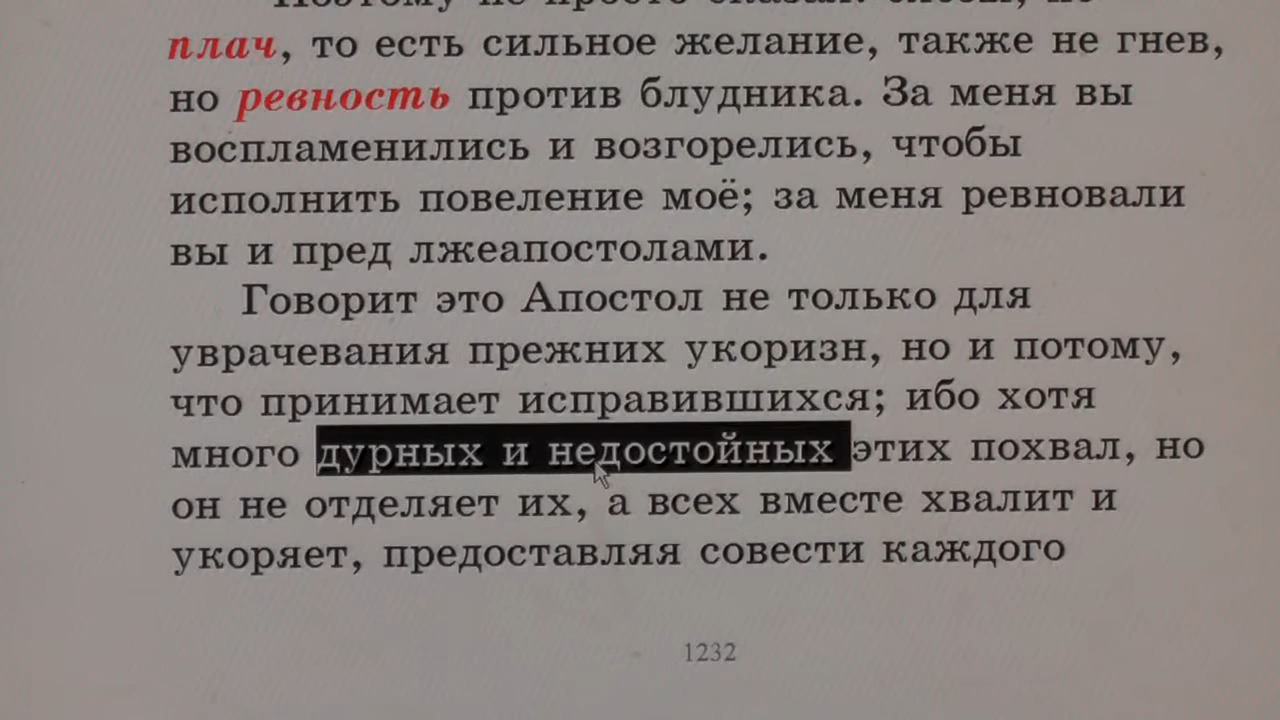 плач, то есть сильное желание, также не гнев,
но ревность против блудника. За меня вы
воспламенились и возгорелись, чтобы
исполнить повеление моё; за меня ревновали
вы и пред лжеапостолами.
Говорит это Апостол не только для
уврачевания прежних укоризн, но и потому,
что принимает исправившихся; ибо хотя
много дурных и недостойных этих похвал, но
он не отделяет их, а всех вместе хвалит и
укоряет, предоставляя совести каждого
1232